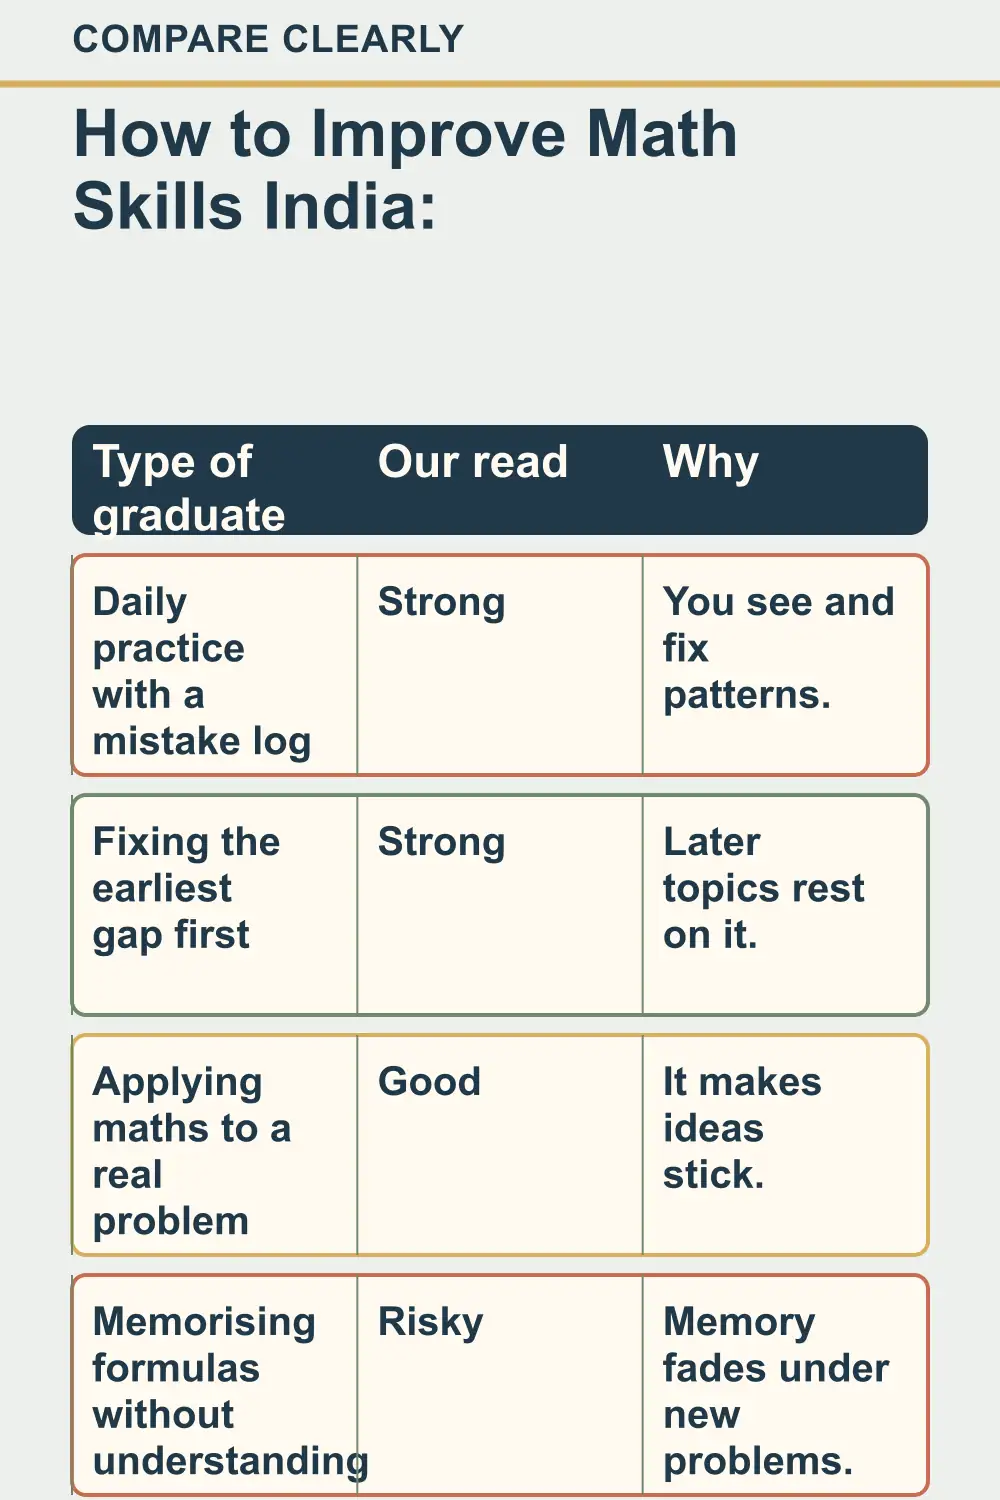 COMPARE CLEARLY
How to Improve Math
Skills India:
Type of
graduate
Our read
Why
Daily
practice
with a
mistake log
Strong
You see and
fix
patterns.
Fixing the
earliest
gap first
Strong
Later
topics rest
on it.
Applying
maths to a
real
problem
Good
It makes
ideas
stick.
Memorising
formulas
without
understanding
Risky
Memory
fades under
new
problems.